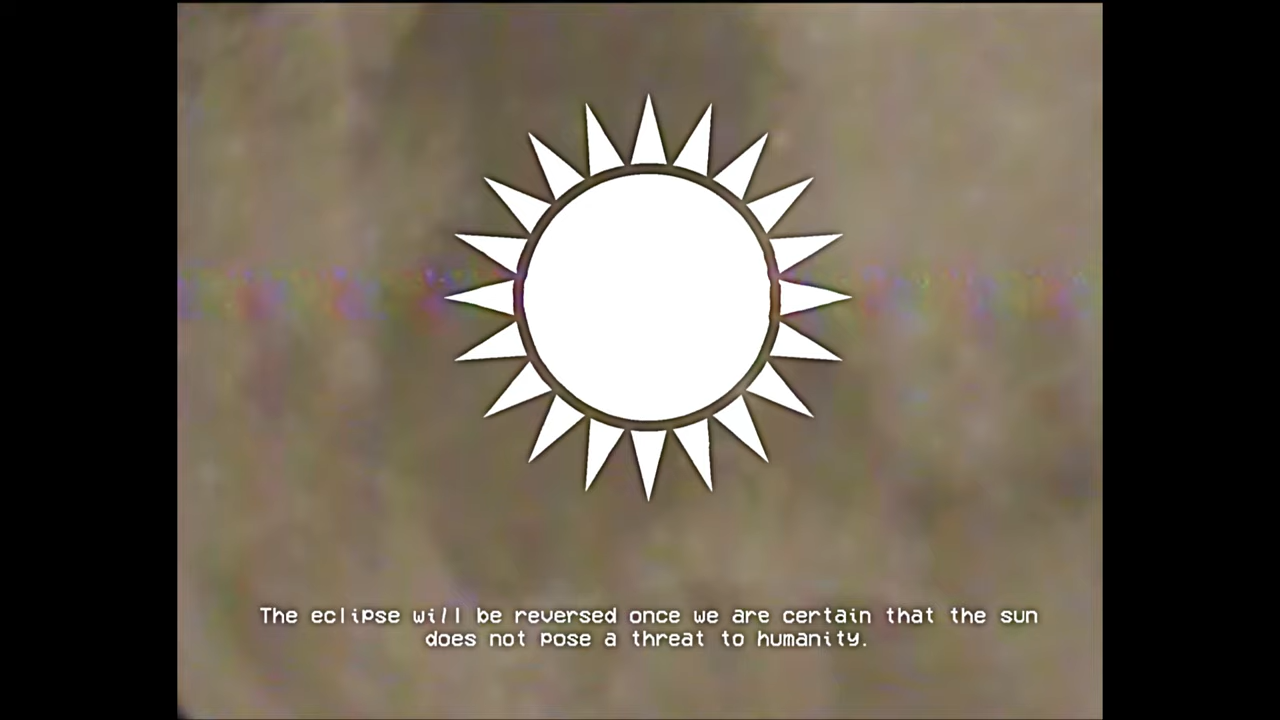 The eclipse will be reversed once we are certain that the sun
does not pose a threat to humanity.